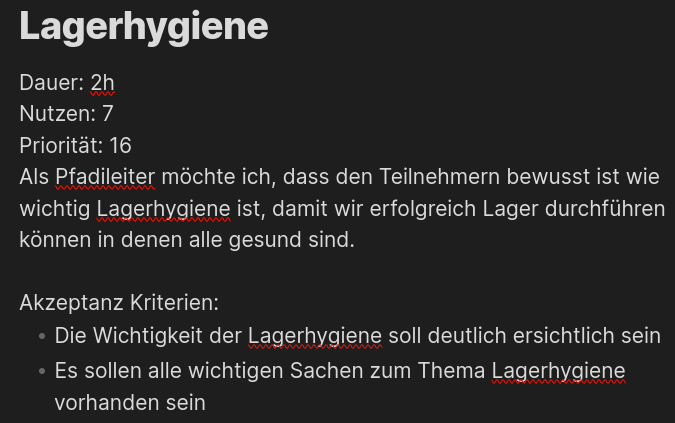 Lagerhygiene
Dauer: 2h
Nutzen: 7
Priorität: 16
Als Pfadileiter möchte ich, dass den Teilnehmern bewusst ist wie
wichtig Lagerhygiene ist, damit wir erfolgreich Lager durchführen
können in denen alle gesund sind.
Akzeptanz Kriterien:
• Die Wichtigkeit der Lagerhygiene soll deutlich ersichtlich sein
• Es sollen alle wichtigen Sachen zum Thema Lagerhygiene
vorhanden sein